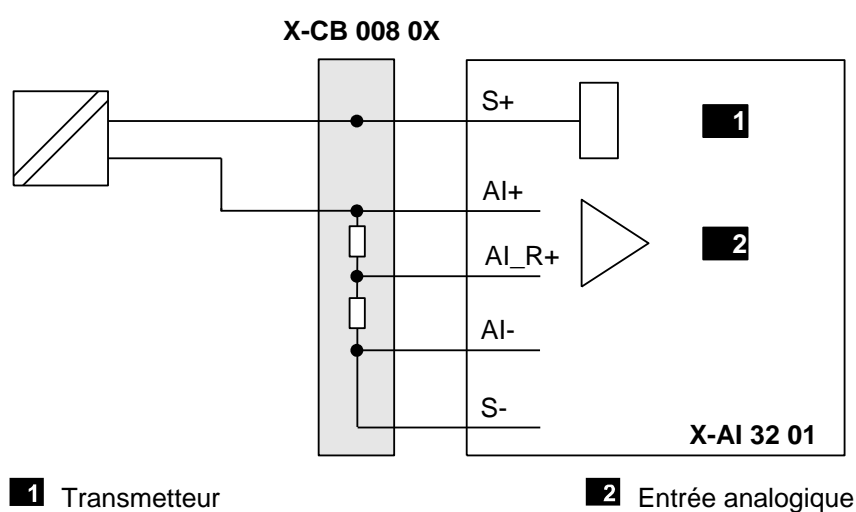 X-CB 008 0X
S+
1
AI+
2
AI_R+
AI-
S-
X-AI 32 01
1 Transmetteur
2 Entrée analogique